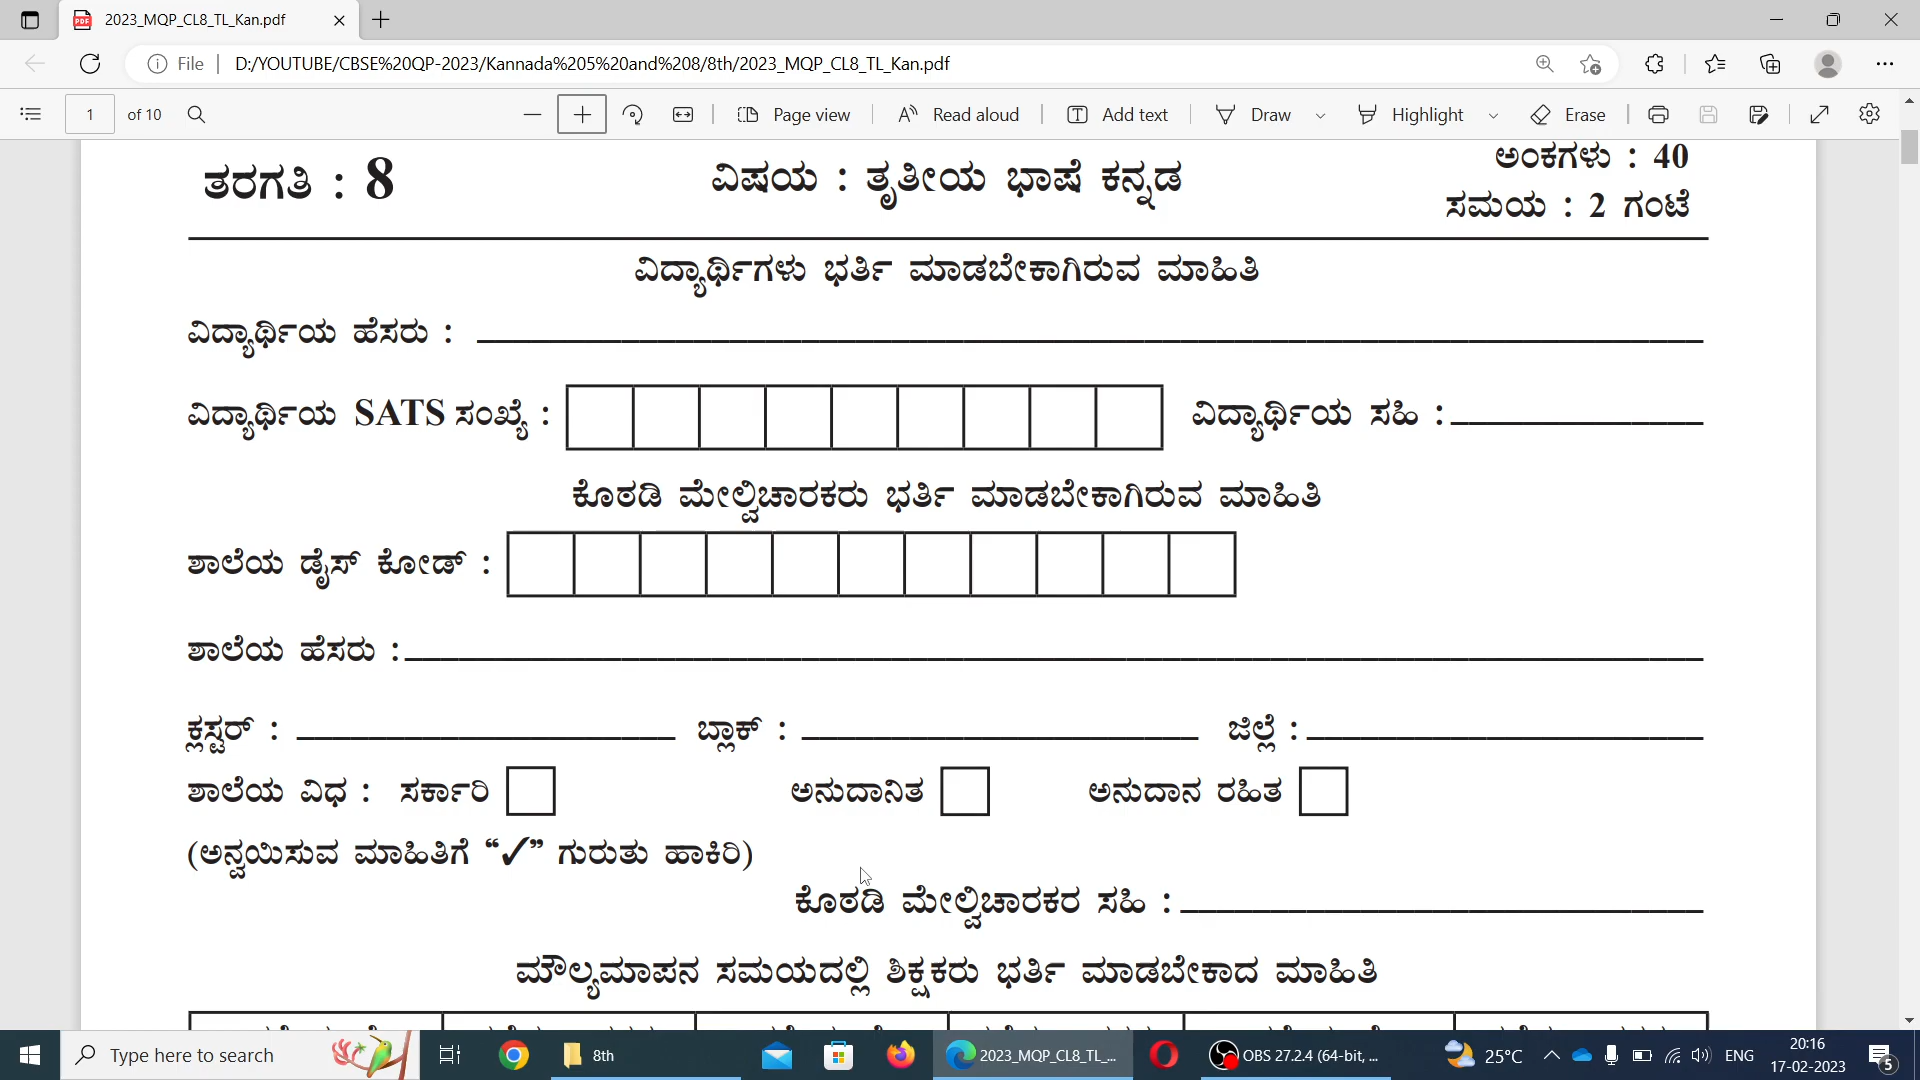 2023_MQP_CL8_TL_Kan.pdf
File D:/YOUTUBE/CBSE%20QP-2023/Kannada%205%20and%208/8th/2023_MQP_CL8_TL_Kan.pdf
1 of 10 Page view Read aloud Add text Draw Highlight Erase
ತರಗತಿ : 8 ವಿಷಯ : ತೃತೀಯ ಭಾಷೆ ಕನ್ನಡ ಅಂಕಗಳು : 40
ಸಮಯ : 2 ಗಂಟೆ
ವಿದ್ಯಾರ್ಥಿಗಳು ಭರ್ತಿ ಮಾಡಬೇಕಾಗಿರುವ ಮಾಹಿತಿ
ವಿದ್ಯಾರ್ಥಿಯ ಹೆಸರು :
ವಿದ್ಯಾರ್ಥಿಯ SATS ಸಂಖ್ಯೆ : ವಿದ್ಯಾರ್ಥಿಯ ಸಹಿ :
ಕೊಠಡಿ ಮೇಲ್ವಿಚಾರಕರು ಭರ್ತಿ ಮಾಡಬೇಕಾಗಿರುವ ಮಾಹಿತಿ
ಶಾಲೆಯ ಡೈಸ್ ಕೋಡ್ :
ಶಾಲೆಯ ಹೆಸರು :
ಕ್ಲಸ್ಟರ್ : ಬ್ಲಾಕ್ : ಜಿಲ್ಲೆ :
ಶಾಲೆಯ ವಿಧ : ಸರ್ಕಾರಿ ಅನುದಾನಿತ ಅನುದಾನ ರಹಿತ
(ಅನ್ವಯಿಸುವ ಮಾಹಿತಿಗೆ “✓” ಗುರುತು ಹಾಕಿರಿ)
ಕೊಠಡಿ ಮೇಲ್ವಿಚಾರಕರ ಸಹಿ :
ಮೌಲ್ಯಮಾಪನ ಸಮಯದಲ್ಲಿ ಶಿಕ್ಷಕರು ಭರ್ತಿ ಮಾಡಬೇಕಾದ ಮಾಹಿತಿ
Type here to search 8th 2023_MQP_CL8_TL_... OBS 27.2.4 (64-bit, ... 25°C ENG 20:16
17-02-2023 5